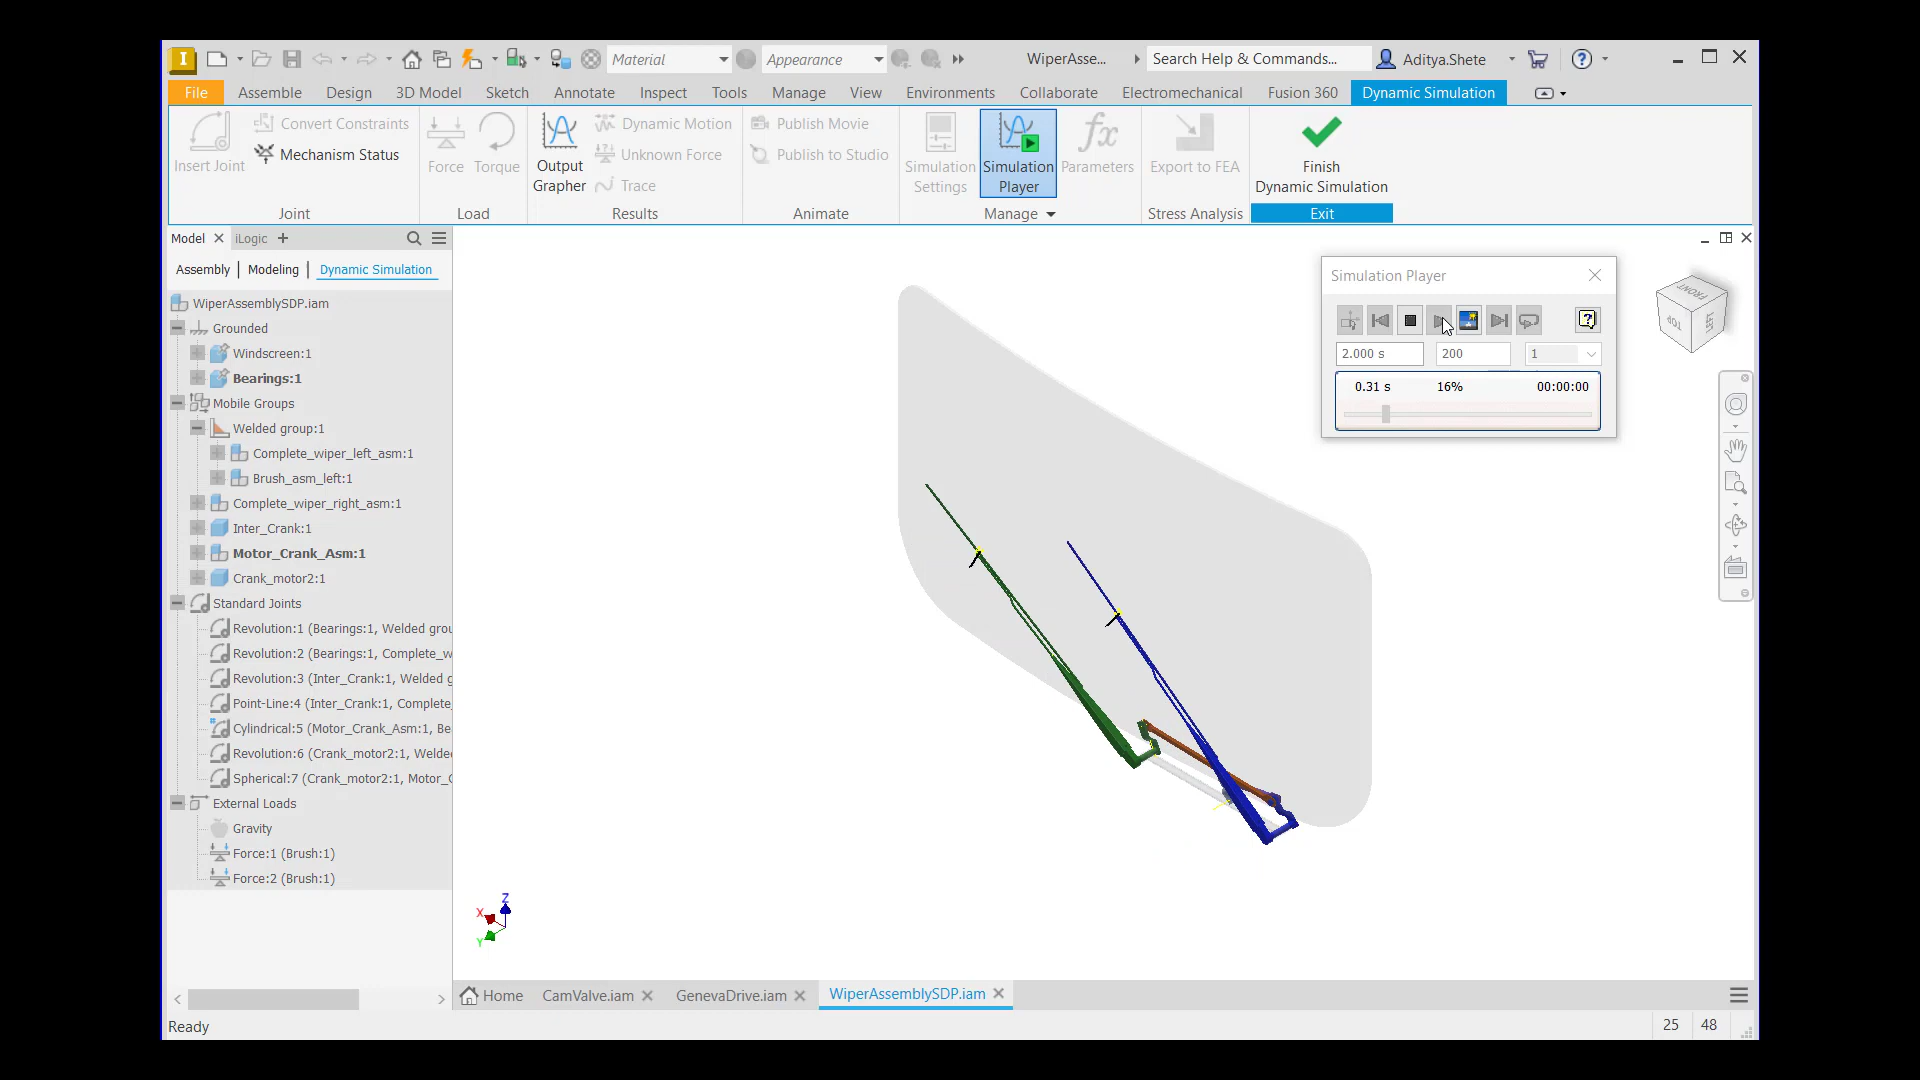 I Material Appearance WiperAsse... Search Help & Commands... Aditya.Shete
File Assemble Design 3D Model Sketch Annotate Inspect Tools Manage View Environments Collaborate Electromechanical Fusion 360 Dynamic Simulation
Insert Joint
Convert Constraints
Mechanism Status
Joint
Force
Torque
Load
Output
Grapher
Dynamic Motion
Unknown Force
Trace
Results
Publish Movie
Publish to Studio
Animate
Simulation
Settings
Simulation
Player
fx
Parameters
Manage
Export to FEA
Stress Analysis
Finish
Dynamic Simulation
Exit
Model iLogic
Assembly | Modeling | Dynamic Simulation
WiperAssemblySDP.iam
Grounded
Windscreen:1
Bearings:1
Mobile Groups
Welded group:1
Complete_wiper_left_asm:1
Brush_asm_left:1
Complete_wiper_right_asm:1
Inter_Crank:1
Motor_Crank_Asm:1
Crank_motor2:1
Standard Joints
Revolution:1 (Bearings:1, Welded grou
Revolution:2 (Bearings:1, Complete_w
Revolution:3 (Inter_Crank:1, Welded g
Point-Line:4 (Inter_Crank:1, Complete_
Cylindrical:5 (Motor_Crank_Asm:1, Be
Revolution:6 (Crank_motor2:1, Welde
Spherical:7 (Crank_motor2:1, Motor_C
External Loads
Gravity
Force:1 (Brush:1)
Force:2 (Brush:1)
Simulation Player
2.000 s 200 1
0.31 s 16% 00:00:00
FRONT
TOP
Z
X
Y
Home CamValve.iam GenevaDrive.iam WiperAssemblySDP.iam
Ready 25 48